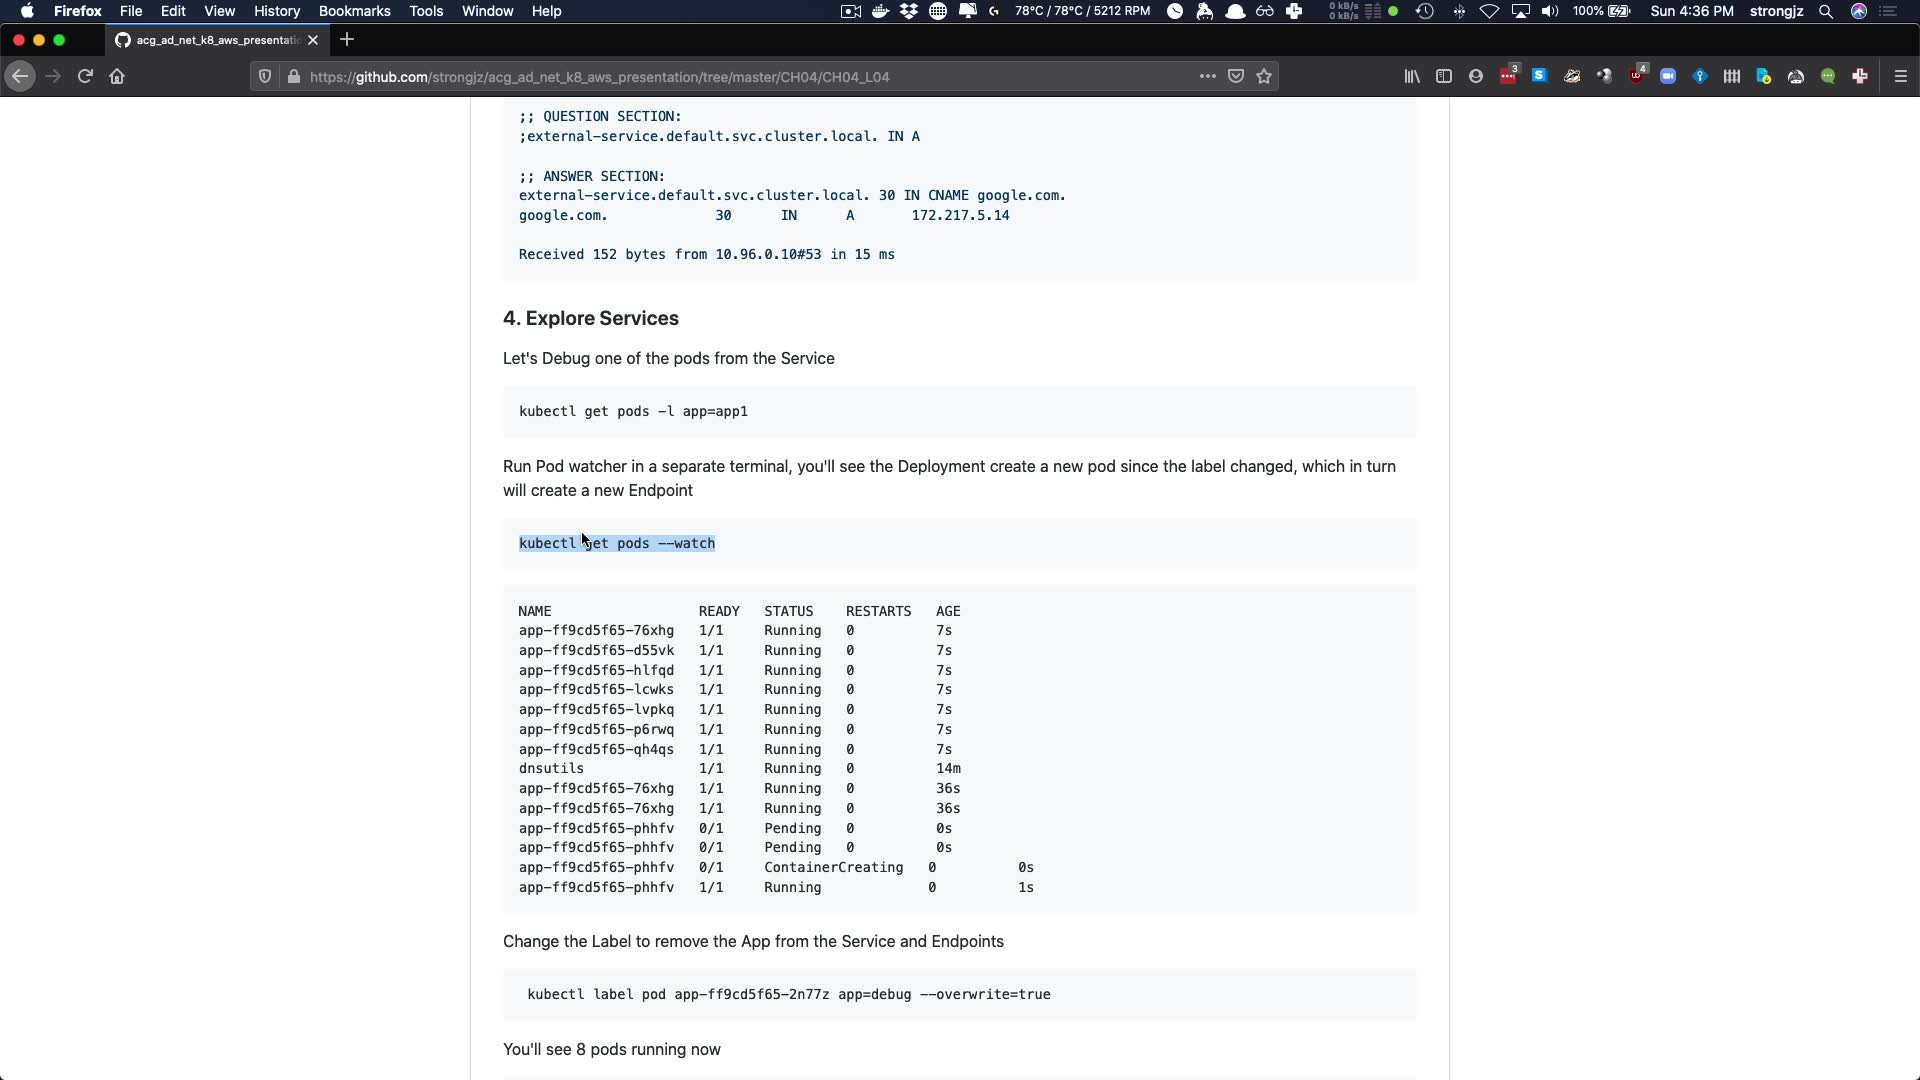 Firefox File Edit View History Bookmarks Tools Window Help
78°C / 78°C / 5212 RPM
0 kB/s
0 kB/s
100%
Sun 4:36 PM strongjz
acg_ad_net_k8_aws_presentatic
https://github.com/strongjz/acg_ad_net_k8_aws_presentation/tree/master/CH04/CH04_L04
3
4
;; QUESTION SECTION:
;external-service.default.svc.cluster.local. IN A
;; ANSWER SECTION:
external-service.default.svc.cluster.local. 30 IN CNAME google.com.
google.com. 30 IN A 172.217.5.14
Received 152 bytes from 10.96.0.10#53 in 15 ms
4. Explore Services
Let's Debug one of the pods from the Service
kubectl get pods -l app=app1
Run Pod watcher in a separate terminal, you'll see the Deployment create a new pod since the label changed, which in turn
will create a new Endpoint
kubectl get pods --watch
NAME READY STATUS RESTARTS AGE
app-ff9cd5f65-76xhg 1/1 Running 0 7s
app-ff9cd5f65-d55vk 1/1 Running 0 7s
app-ff9cd5f65-hlfqd 1/1 Running 0 7s
app-ff9cd5f65-lcwks 1/1 Running 0 7s
app-ff9cd5f65-lvpkq 1/1 Running 0 7s
app-ff9cd5f65-p6rwq 1/1 Running 0 7s
app-ff9cd5f65-qh4qs 1/1 Running 0 7s
dnsutils 1/1 Running 0 14m
app-ff9cd5f65-76xhg 1/1 Running 0 36s
app-ff9cd5f65-76xhg 1/1 Running 0 36s
app-ff9cd5f65-phhfv 0/1 Pending 0 0s
app-ff9cd5f65-phhfv 0/1 Pending 0 0s
app-ff9cd5f65-phhfv 0/1 ContainerCreating 0 0s
app-ff9cd5f65-phhfv 1/1 Running 0 1s
Change the Label to remove the App from the Service and Endpoints
kubectl label pod app-ff9cd5f65-2n77z app=debug --overwrite=true
You'll see 8 pods running now